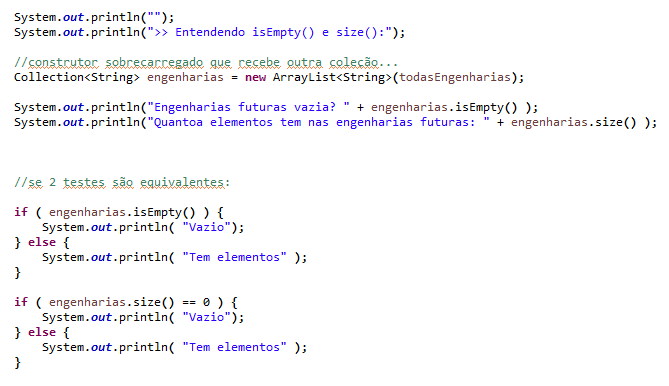 System.out.println("");
System.out.println(">> Entendendo isEmpty() e size():");
//construtor sobrecarregado que recebe outra coleção...
Collection<String> engenharias = new ArrayList<String>(todasEngenharias);
System.out.println("Engenharias futuras vazia? " + engenharias.isEmpty() );
System.out.println("Quantoa elementos tem nas engenharias futuras: " + engenharias.size() );
//se 2 testes são equivalentes:
if ( engenharias.isEmpty() ) {
    System.out.println( "Vazio");
} else {
    System.out.println( "Tem elementos" );
}
if ( engenharias.size() == 0 ) {
    System.out.println( "Vazio");
} else {
    System.out.println( "Tem elementos" );
}